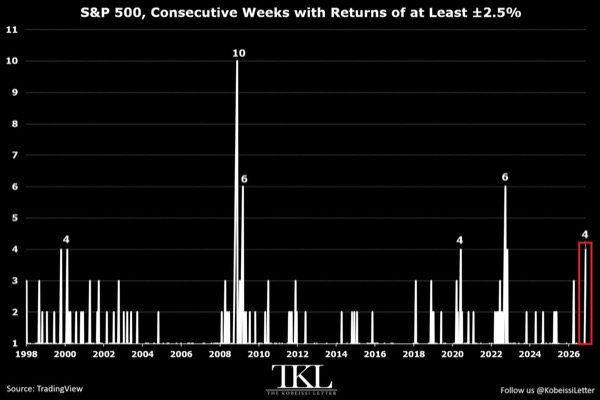 S&P 500, Consecutive Weeks with Returns of at Least ±2.5%
11
10
9
8
7
6
5
4
3
2
1
4
10
6
4
6
4
1998 2000 2002 2004 2006 2008 2010 2012 2014 2016 2018 2020 2022 2024 2026
Source: TradingView
TKL
THE KOBEISSI LETTER
Follow us @KobeissiLetter